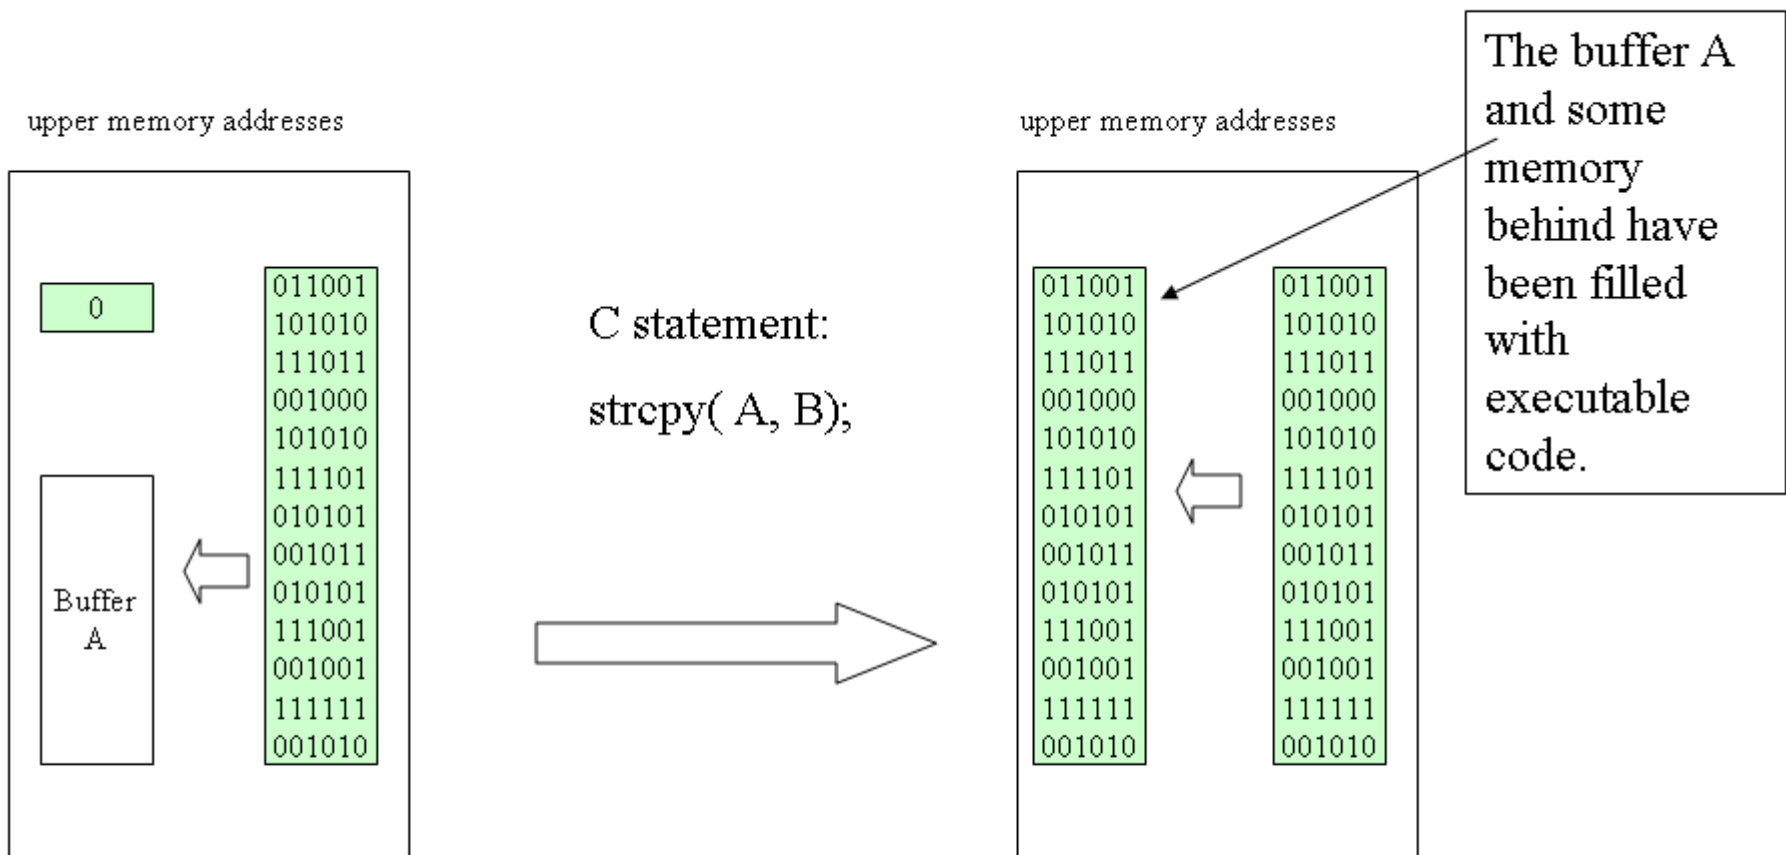 upper memory addresses
0
Buffer
A
011001
101010
111011
001000
101010
111101
010101
001011
010101
111001
001001
111111
001010
C statement:
strcpy( A, B);
upper memory addresses
011001
101010
111011
001000
101010
111101
010101
001011
010101
111001
001001
111111
001010
011001
101010
111011
001000
101010
111101
010101
001011
010101
111001
001001
111111
001010
The buffer A
and some
memory
behind have
been filled
with
executable
code.